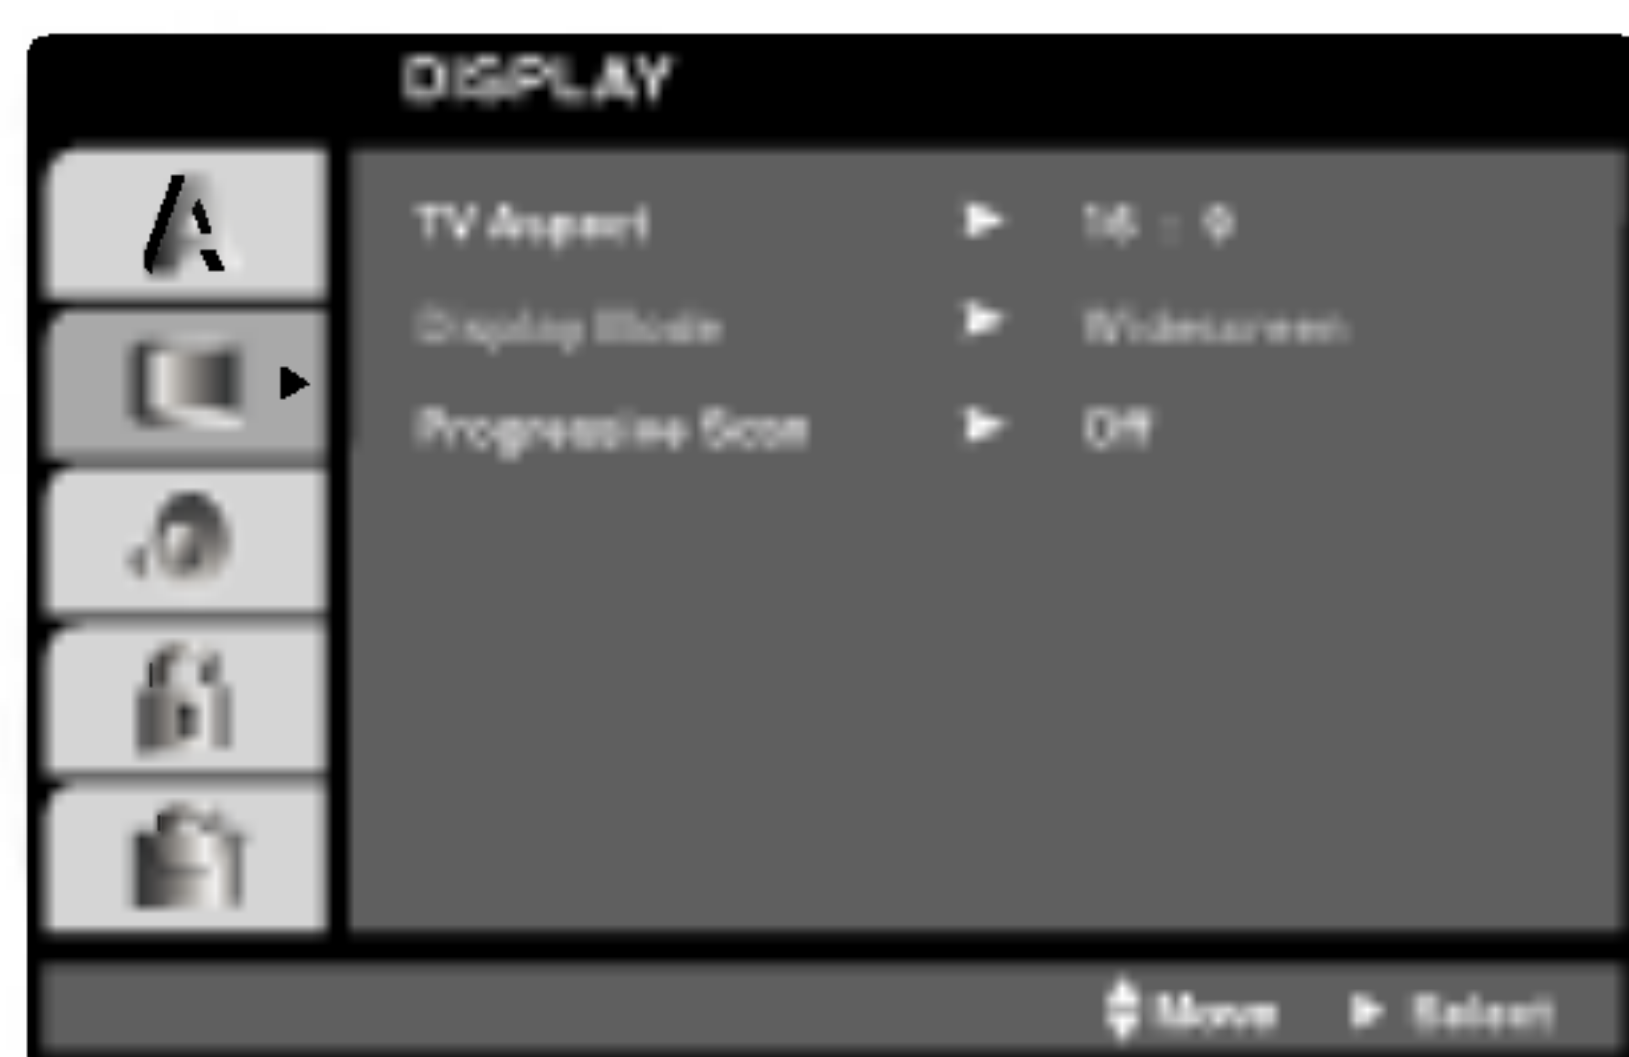 DISPLAY
TV Aspect 16 : 9
Display Mode Widescreen
Progressive Scan Off
Move Select